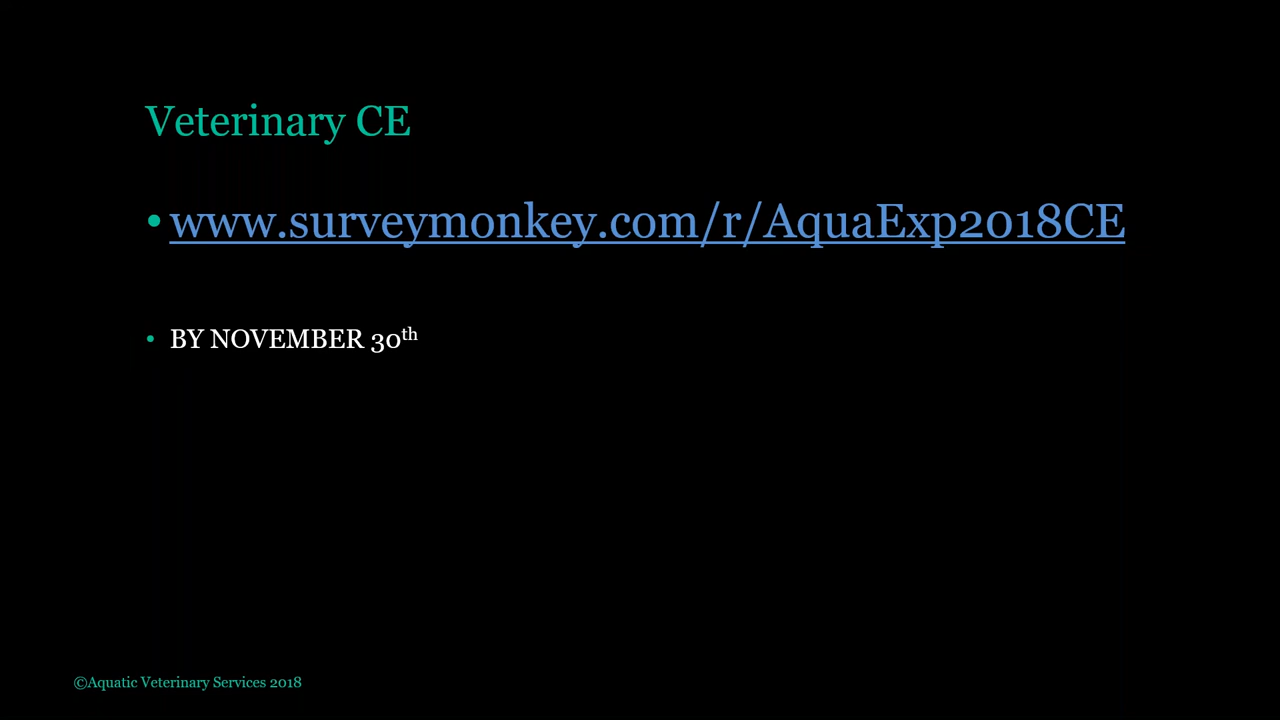 Veterinary CE
• www.surveymonkey.com/r/AquaExp2018CE
• BY NOVEMBER 30th
©Aquatic Veterinary Services 2018